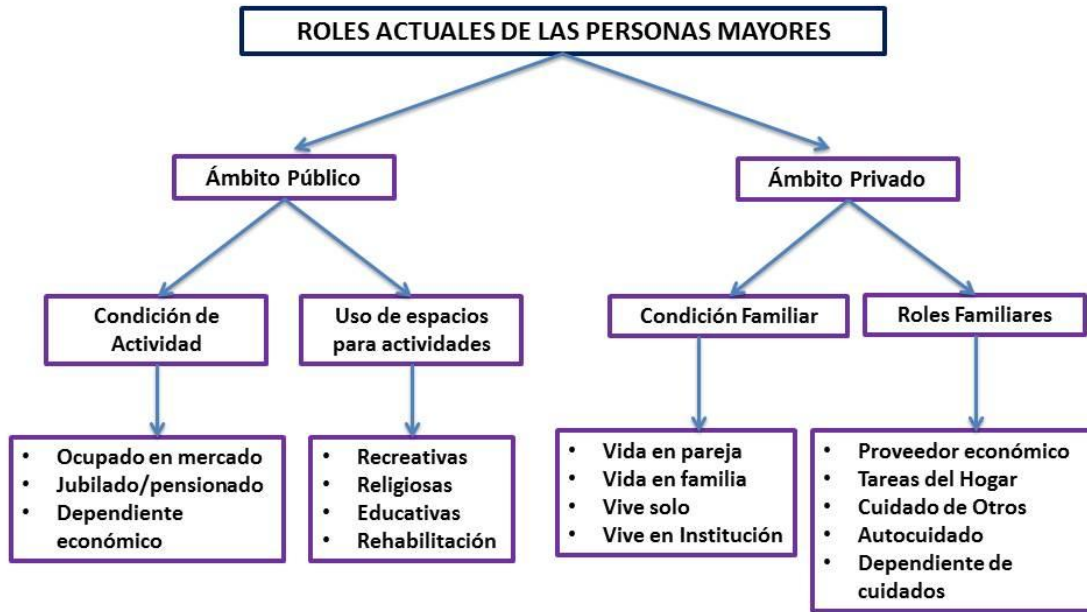 ROLES ACTUALES DE LAS PERSONAS MAYORES
Ámbito Público
Ámbito Privado
Condición de
Actividad
Uso de espacios
para actividades
Condición Familiar
Roles Familiares
• Ocupado en mercado
• Jubilado/pensionado
• Dependiente
económico
• Recreativas
• Religiosas
• Educativas
• Rehabilitación
• Vida en pareja
• Vida en familia
• Vive solo
• Vive en Institución
• Proveedor económico
• Tareas del Hogar
• Cuidado de Otros
• Autocuidado
• Dependiente de
cuidados